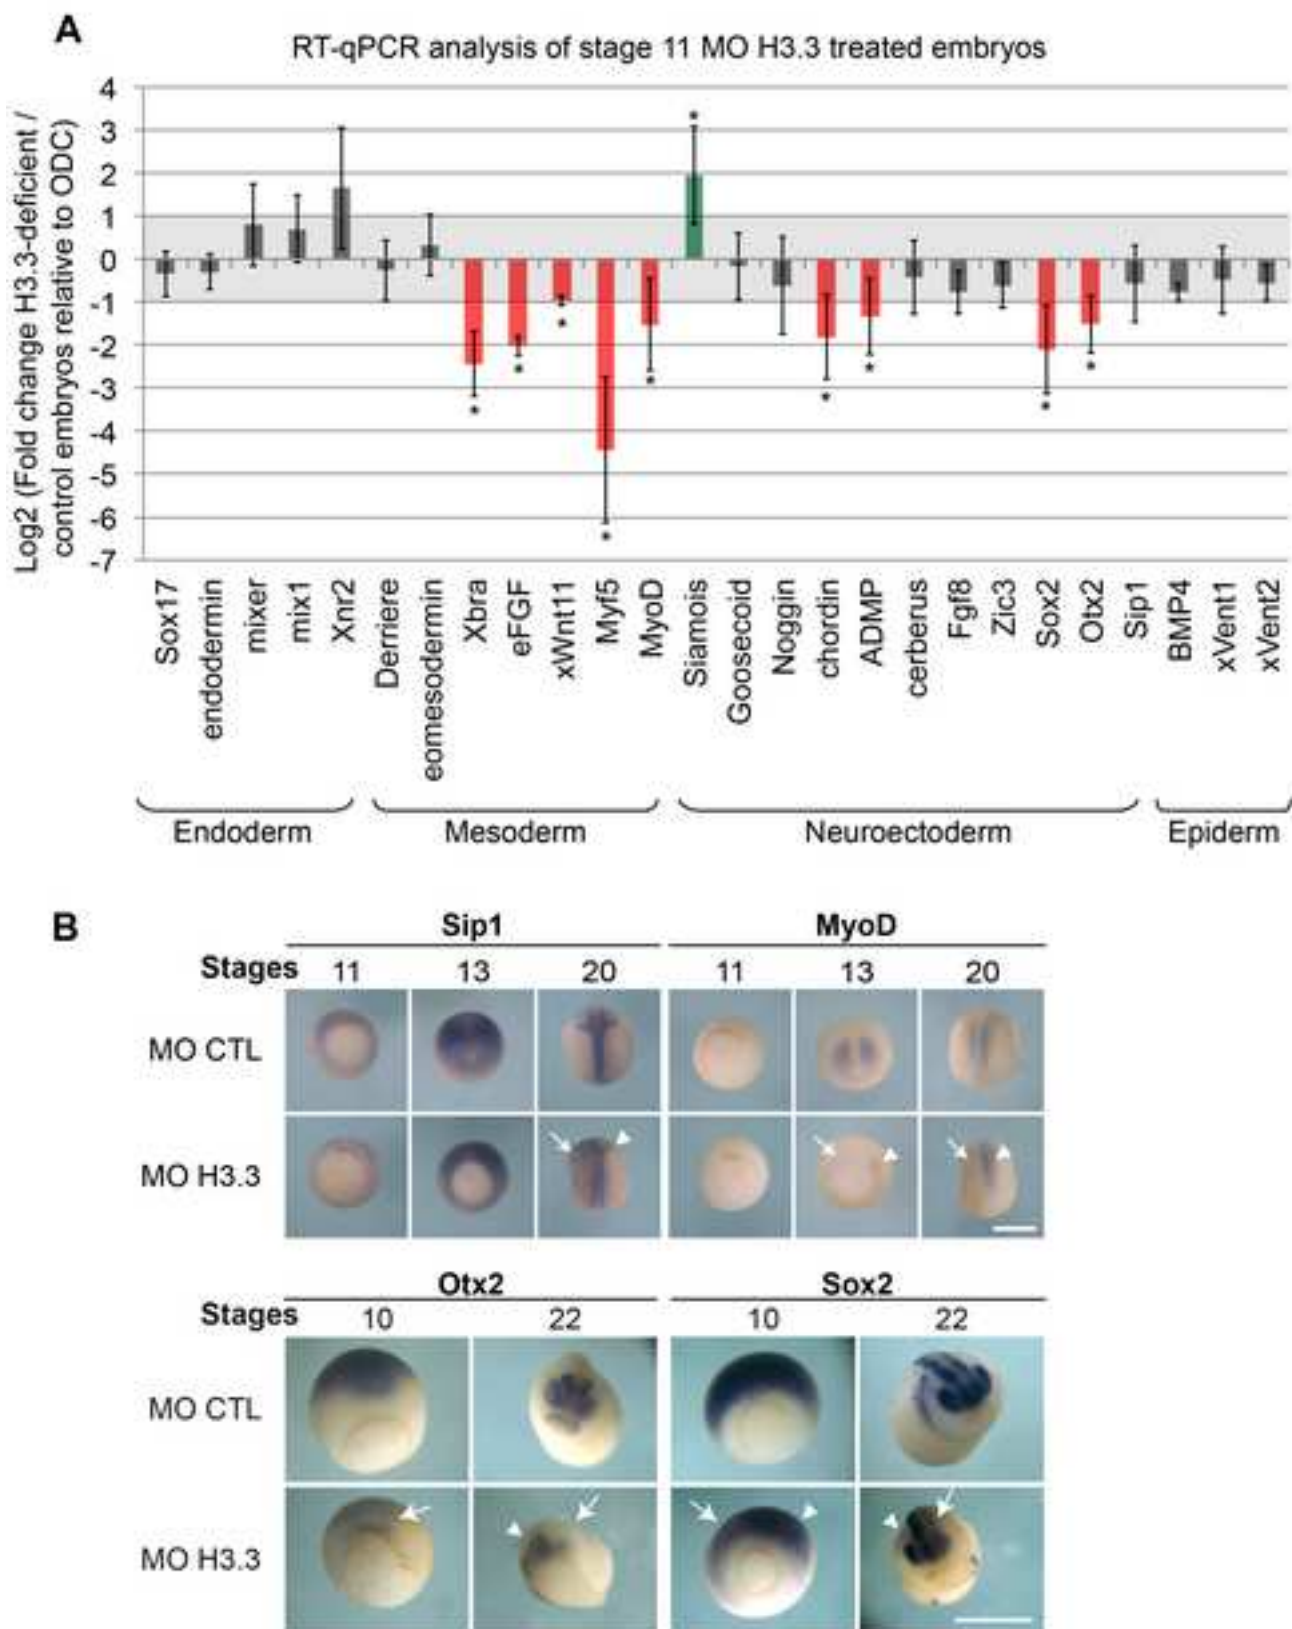 A
RT-qPCR analysis of stage 11 MO H3.3 treated embryos
Log2 (Fold change H3.3-deficient /
control embryos relative to ODC)
4
3
2
1
0
-1
-2
-3
-4
-5
-6
-7
*
*
*
*
*
*
*
*
*
*
Sox17
endodermin
mixer
mix1
Xnr2
Derriere
eomesodermin
Xbra
eFGF
xWnt11
Myf5
MyoD
Siamois
Goosecoid
Noggin
chordin
ADMP
cerberus
Fgf8
Zic3
Sox2
Otx2
Sip1
BMP4
xVent1
xVent2
Endoderm Mesoderm Neuroectoderm Epiderm
B
Sip1 MyoD
Stages 11 13 20 11 13 20
MO CTL
MO H3.3
Otx2 Sox2
Stages 10 22 10 22
MO CTL
MO H3.3